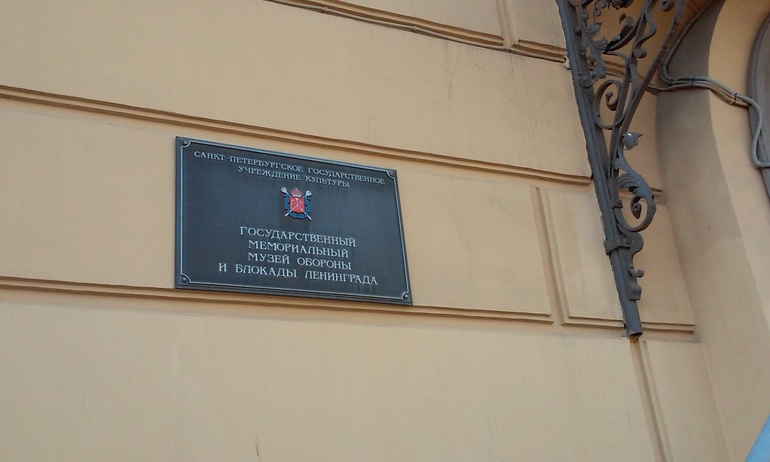 САНКТ-ПЕТЕРБУРГСКОЕ ГОСУДАРСТВЕННОЕ
УЧРЕЖДЕНИЕ КУЛЬТУРЫ
ГОСУДАРСТВЕННЫЙ
МЕМОРИАЛЬНЫЙ
МУЗЕЙ ОБОРОНЫ
И БЛОКАДЫ ЛЕНИНГРАДА